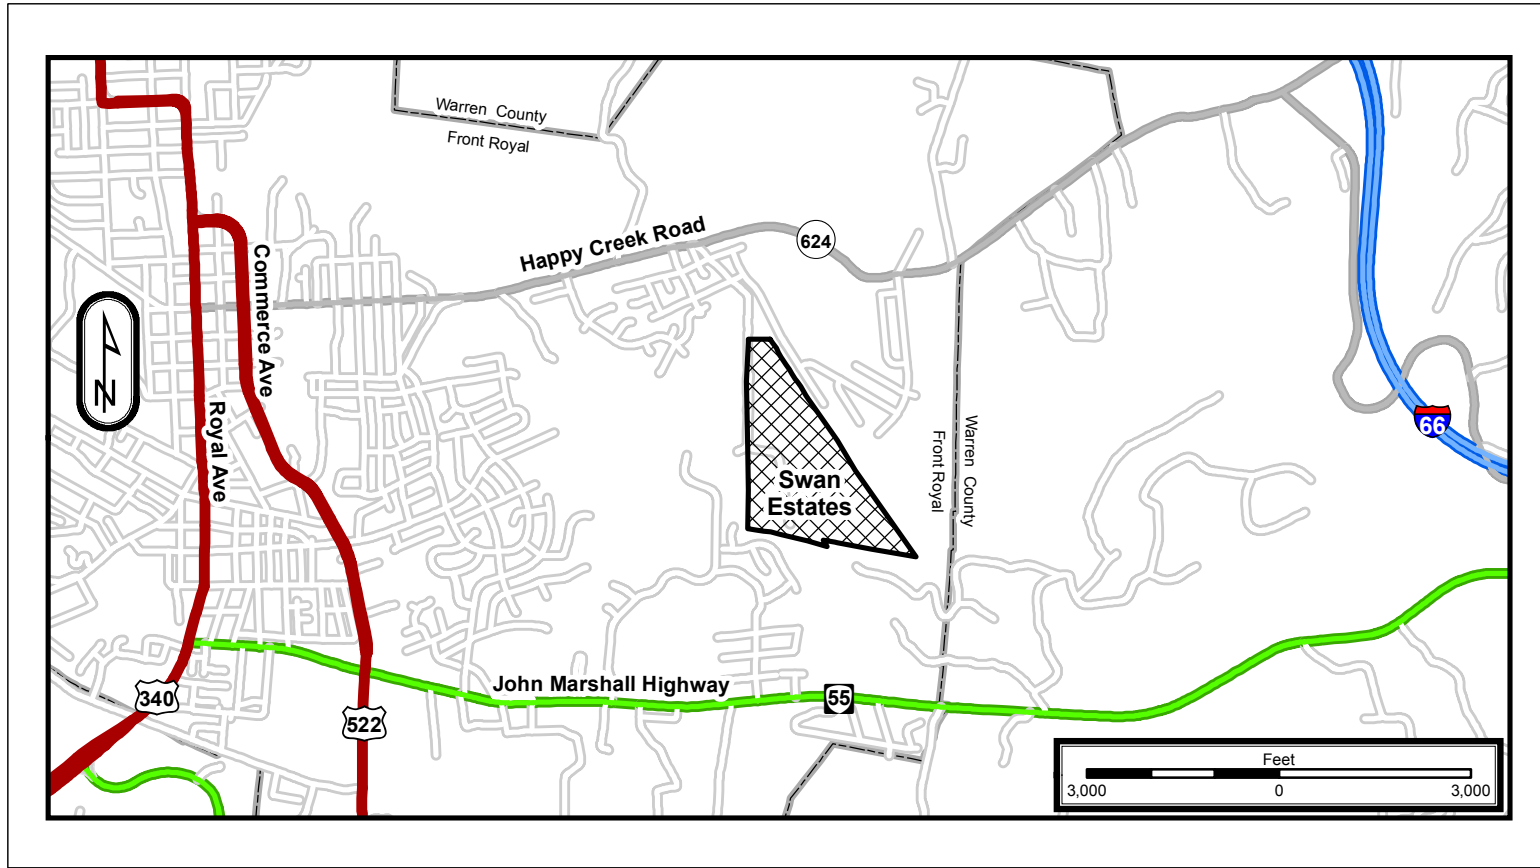 Warren County
Front Royal
Happy Creek Road
624
Commerce Ave
N
Royal Ave
Warren County
Front Royal
66
Swan
Estates
John Marshall Highway
340
55
522
Feet
3,000 0 3,000